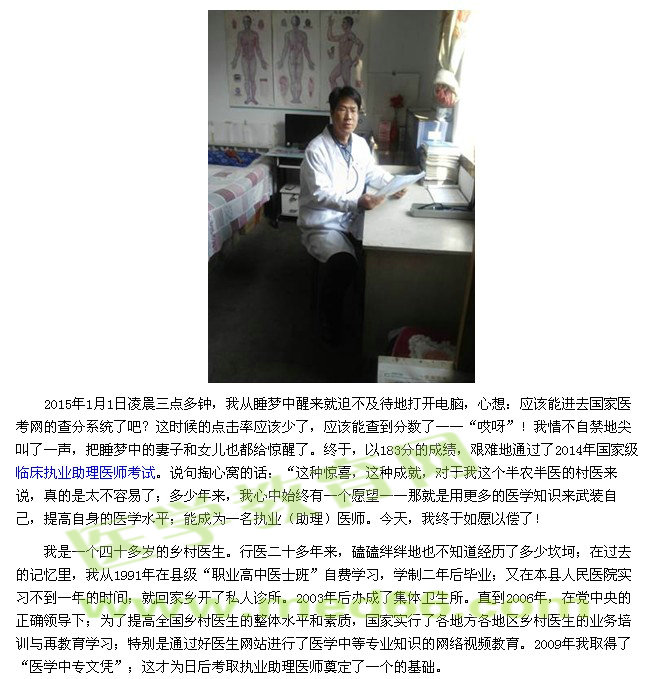 2015年1月1日凌晨三点多钟，我从睡梦中醒来就迫不及待地打开电脑，心想：应该能进去国家医
考网的查分系统了吧？这时候的点击率应该少了，应该能查到分数了一一“哎呀”！我情不自禁地尖
叫了一声，把睡梦中的妻子和女儿也都给惊醒了。终于，以183分的成绩，艰难地通过了2014年国家级
临床执业助理医师考试。说句掏心窝的话：“这种惊喜，这种成就，对于我这个半农半医的村医来
说，真的是太不容易了；多少年来，我心中始终有一个愿望一一那就是用更多的医学知识来武装自
己，提高自身的医学水平；能成为一名执业（助理）医师。今天，我终于如愿以偿了！
我是一个四十多岁的乡村医生。行医二十多年来，磕磕绊绊地也不知道经历了多少坎坷；在过去
的记忆里，我从1991年在县级“职业高中医士班”自费学习，学制二年后毕业；又在本县人民医院实
习不到一年的时间；就回家乡开了私人诊所。2003年后办成了集体卫生所。直到2006年，在党中央的
正确领导下；为了提高全国乡村医生的整体水平和素质，国家实行了各地方各地区乡村医生的业务培
训与再教育学习；特别是通过好医生网站进行了医学中等专业知识的网络视频教育。2009年我取得了
“医学中专文凭”；这才为日后考取执业助理医师奠定了一个的基础。
医学教育网
www.med66.com